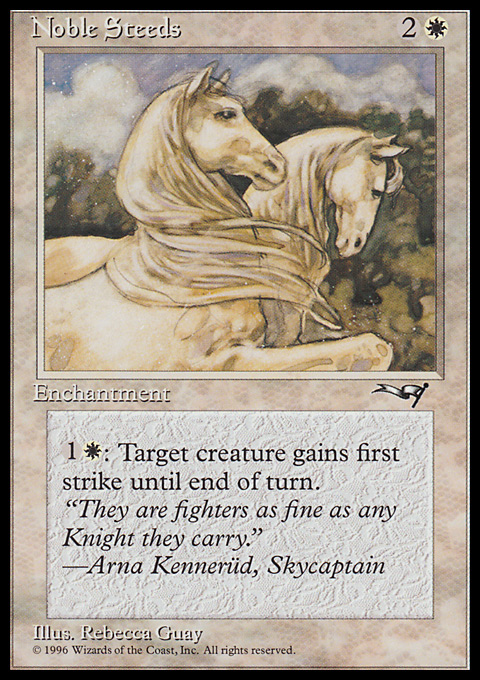 Noble Steeds 2
Enchantment
1 : Target creature gains first
strike until end of turn.
“They are fighters as fine as any
Knight they carry.”
—Arna Kennerüd, Skycaptain
Illus. Rebecca Guay
© 1996 Wizards of the Coast, Inc. All rights reserved.